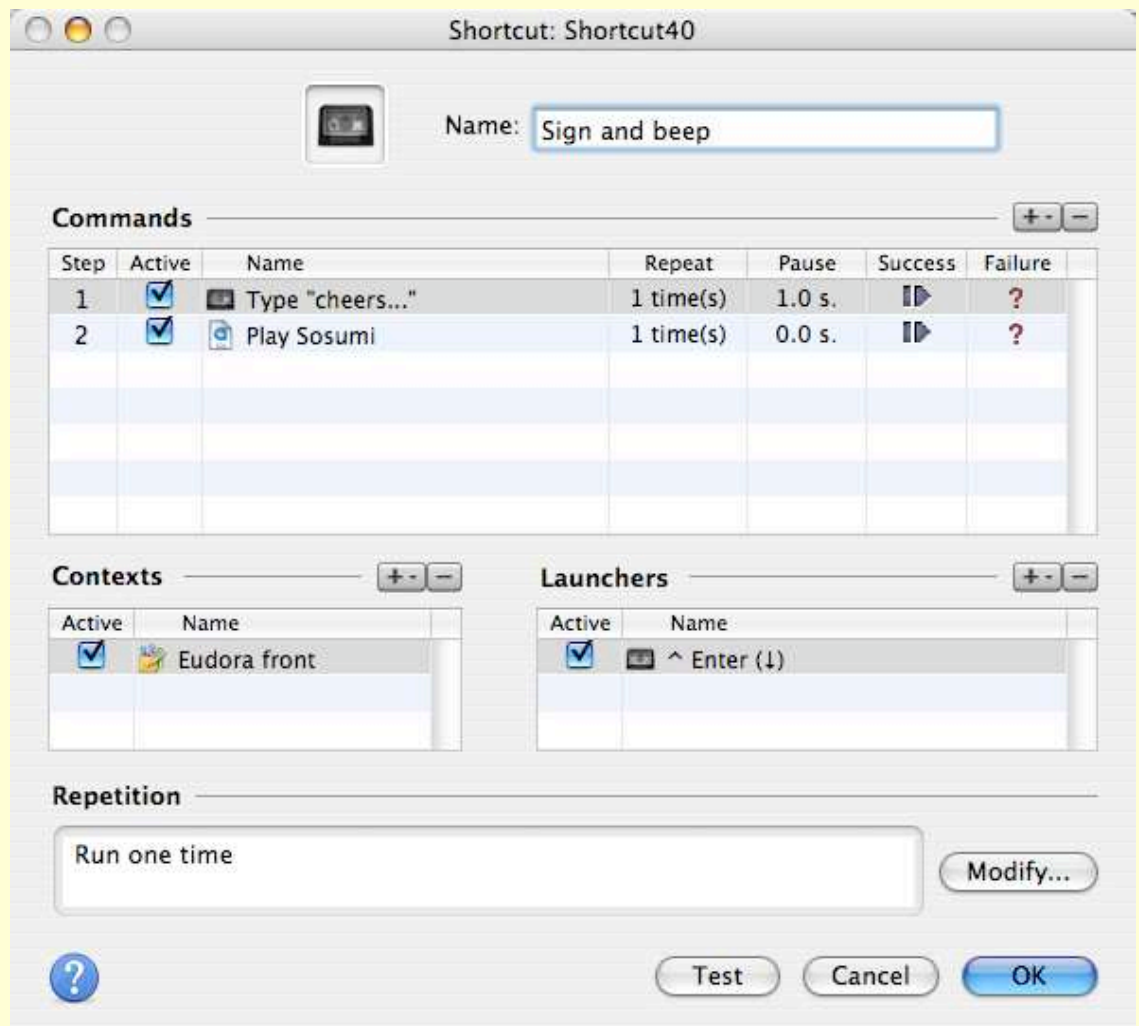 Shortcut: Shortcut40
Name: Sign and beep
Commands + - −
Step Active Name Repeat Pause Success Failure
1 Type "cheers..." 1 time(s) 1.0 s. ?
2 Play Sosumi 1 time(s) 0.0 s. ?
Contexts + - − Launchers + - −
Active Name Active Name
Eudora front ^ Enter (↓)
Repetition
Run one time
Modify...
? Test Cancel OK